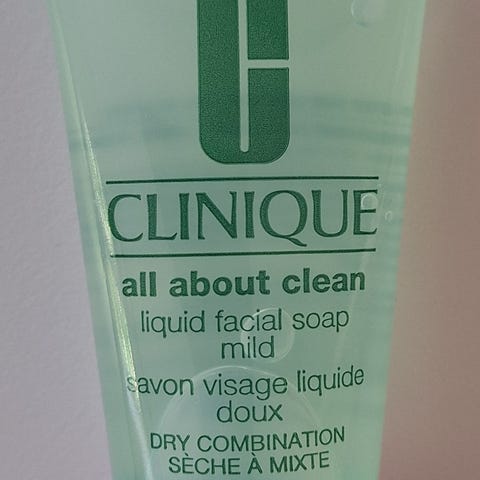 C
CLINIQUE
all about clean
liquid facial soap
mild
savon visage liquide
doux
DRY COMBINATION
SÈCHE À MIXTE